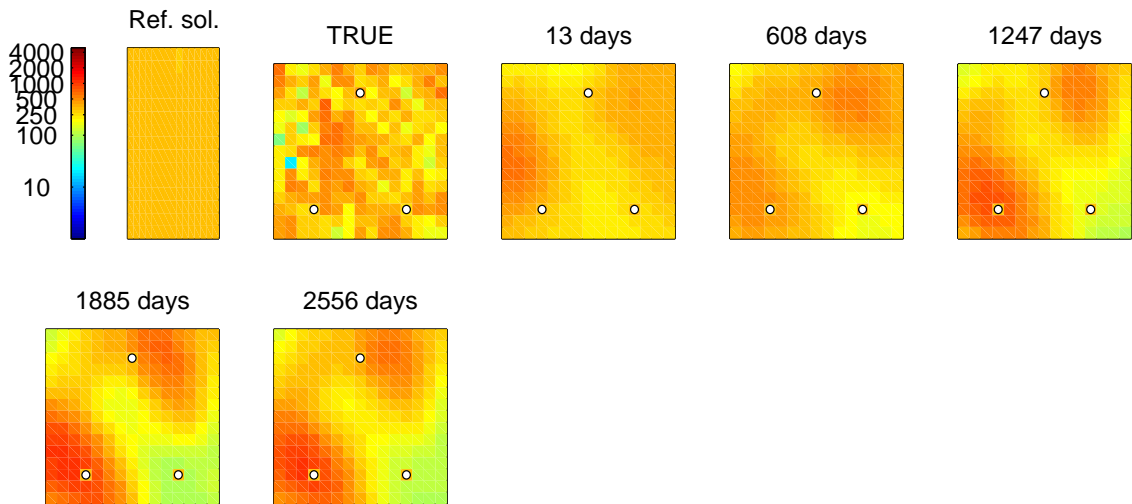 Ref. sol.
TRUE
13 days
608 days
1247 days
4000
2000
1000
500
250
100
10
1885 days
2556 days